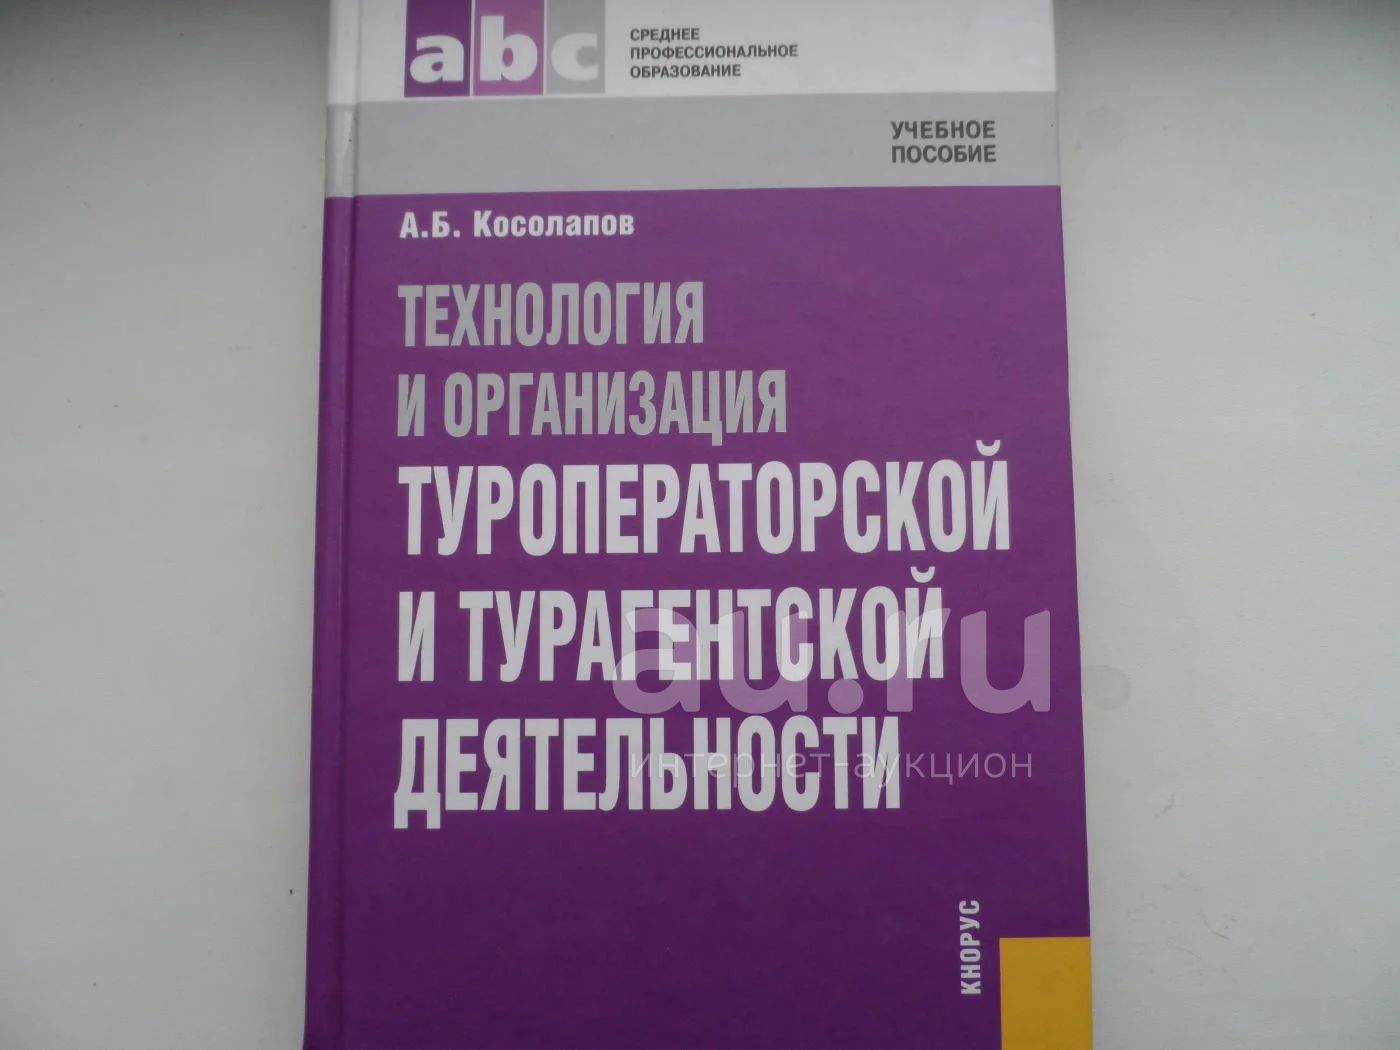 abc
СРЕДНЕЕ
ПРОФЕССИОНАЛЬНОЕ
ОБРАЗОВАНИЕ
УЧЕБНОЕ
ПОСОБИЕ
А.Б. Косолапов
ТЕХНОЛОГИЯ
И ОРГАНИЗАЦИЯ
ТУРОПЕРАТОРСКОЙ
И ТУРАГЕНТСКОЙ
ДЕЯТЕЛЬНОСТИ
au.ru
интернет-аукцион
КНОРУС